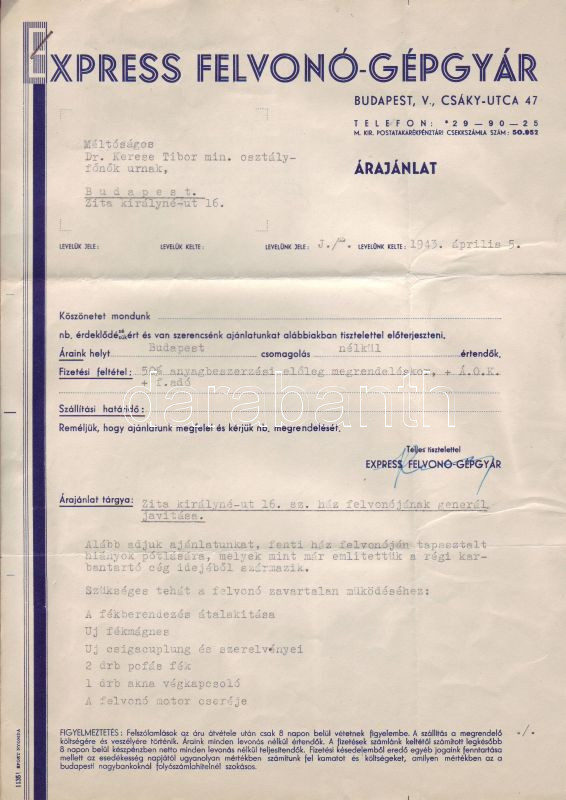 EXPRESS FELVONÓ-GÉPGYÁR
BUDAPEST, V., CSÁKY-UTCA 47
TELEFON: *29—90—25
M. KIR. POSTATAKARÉKPÉNZTÁRI CSEKKSZÁMLA SZÁM: 50.952
Méltóságos
Dr. Kerese Tibor min. osztály-
főnök urnak,
Budapest.
Zita királyné-ut 16.
ÁRAJÁNLAT
LEVELÜK JELE: LEVELÜK KELTE: LEVELÜNK JELE: J./ LEVELÜNK KELTE: 1943. április 5.
Köszönetet mondunk
nb. érdeklődéséért és van szerencsénk ajánlatunkat alábbiakban tisztelettel előterjeszteni.
Áraink helyt Budapest csomagolás nélkül értendők.
Fizetési feltétel: 50% anyagbeszerzési előleg megrendeléskor, + Á.O.K.
+ f.adó
Szállítási határidő:
Reméljük, hogy ajánlatunk megfelel és kérjük nb. megrendelését.
Teljes tisztelettel
EXPRESS FELVONÓ-GÉPGYÁR
Árajánlat tárgya: Zita királyné-ut 16. sz. ház felvonójának generál
javitása.
Alább adjuk ajánlatunkat, fenti ház felvonóján tapasztalt
hiányok pótlására, melyek mint már emlitettük a régi kar-
bantartó cég idejéből származik.
Szükséges tehát a felvonó zavartalan müködéséhez:
A fékberendezés átalakitása
Uj fékmágnes
Uj csigacuplung és szerelvényei
2 drb pofás fék
1 drb akna végkapcsoló
A felvonó motor cseréje
./.
FIGYELMEZTETÉS: Felszólamlások az áru átvétele után csak 8 napon belül vétetnek figyelembe. A szállítás a megrendelő
költségére és veszélyére történik. Áraink minden levonás nélkül értendők. A fizetések számlánk keltétől számított legkésőbb
8 napon belül készpénzben netto minden levonás nélkül teljesítendők. Fizetési késedelemből eredő egyéb jogaink fenntartása
mellett az esedékesség napjától ugyanolyan mértékben számítunk fel kamatot és költségeket, amilyen mértékben az a
budapesti nagybankoknál folyószámlahitelnél szokásos.
darabanth